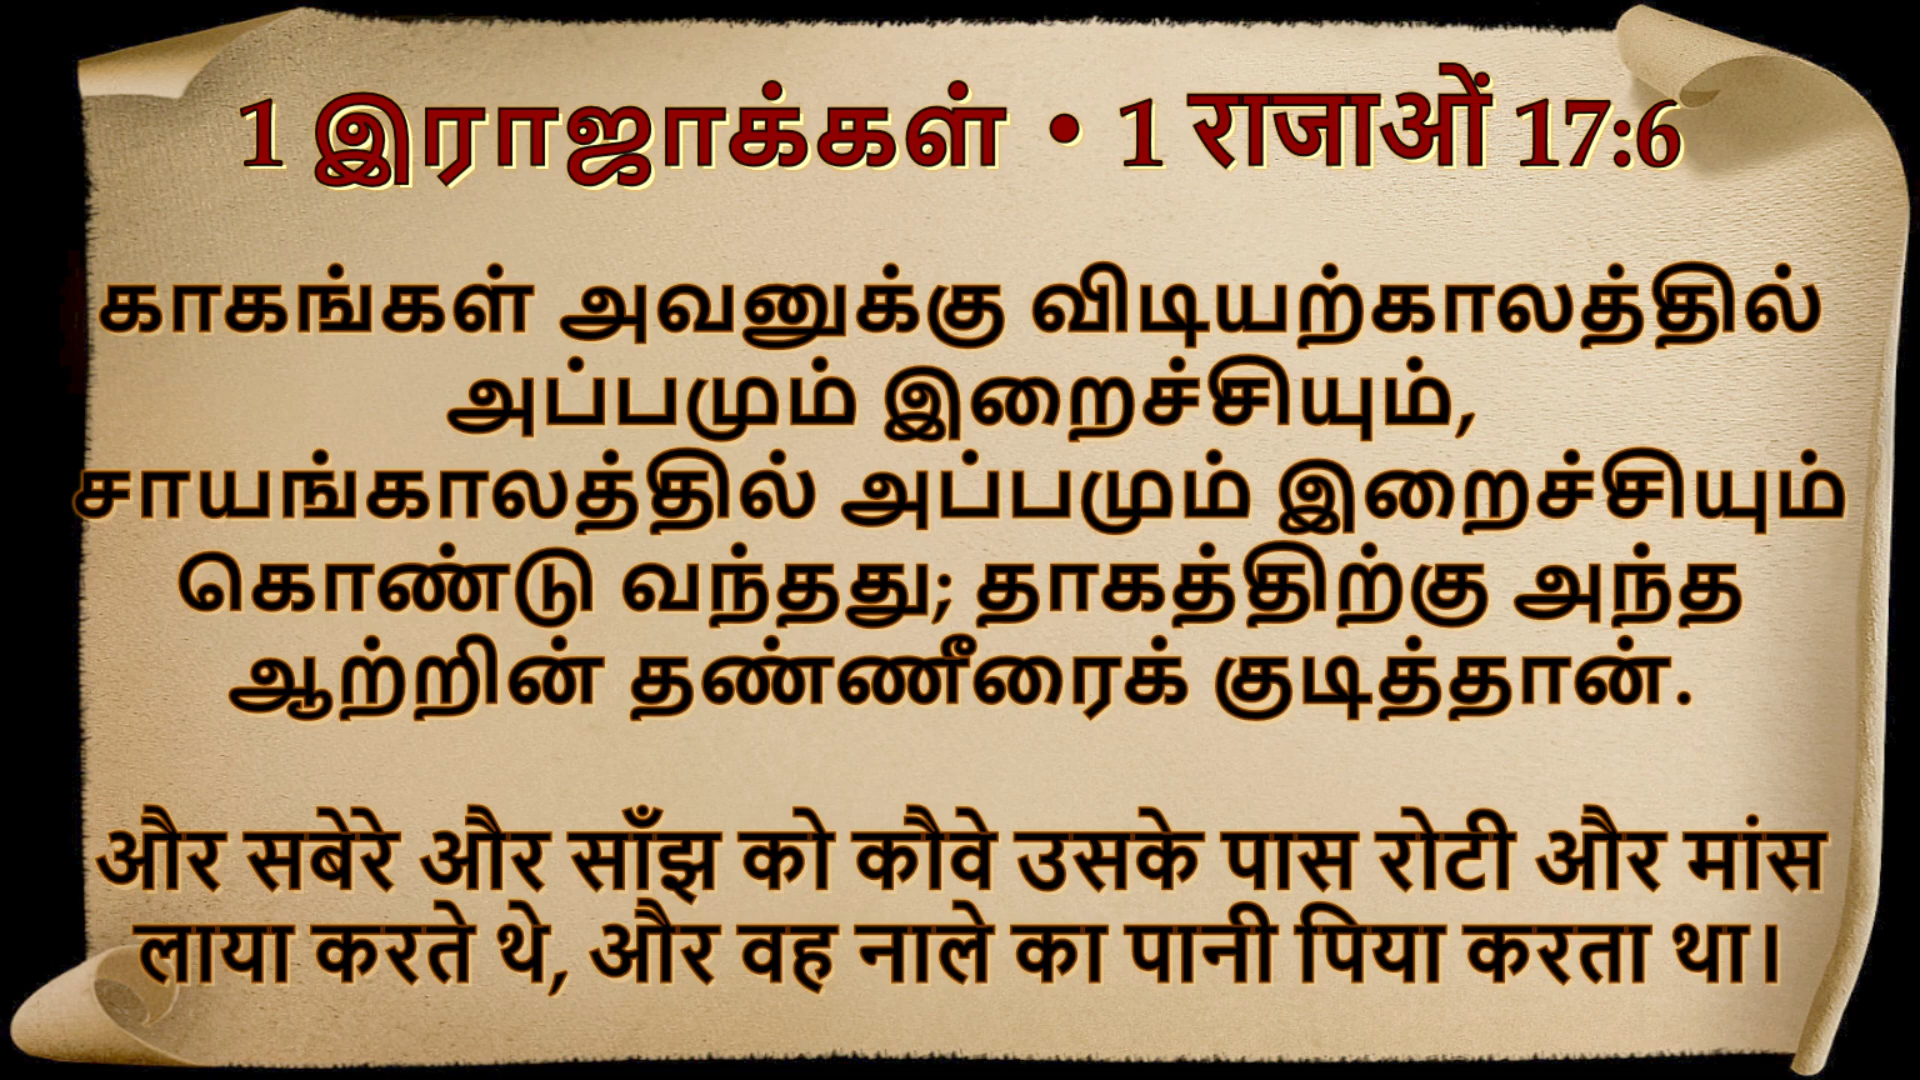 1 இராஜாக்கள் • 1 राजाओं 17:6
காகங்கள் அவனுக்கு விடியற்காலத்தில்
அப்பமும் இறைச்சியும்,
சாயங்காலத்தில் அப்பமும் இறைச்சியும்
கொண்டு வந்தது; தாகத்திற்கு அந்த
ஆற்றின் தண்ணீரைக் குடித்தான்.
और सबेरे और साँझ को कौवे उसके पास रोटी और मांस
लाया करते थे, और वह नाले का पानी पिया करता था।